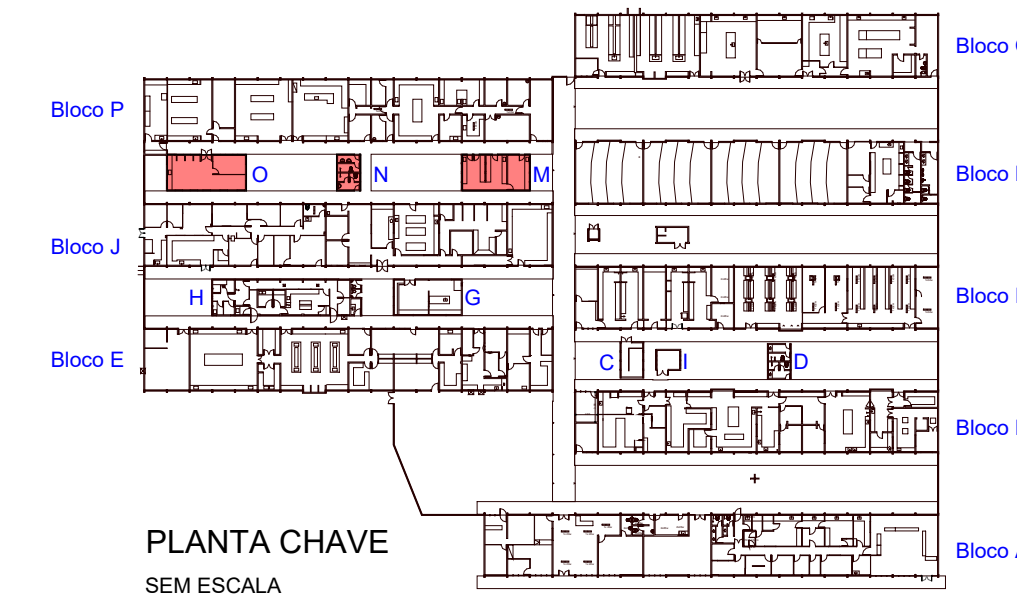 Bloco
Bloco P
Bloco
O
N
M
Bloco J
Bloco
H
G
Bloco E
C
I
D
Bloco
PLANTA CHAVE
Bloco
SEM ESCALA